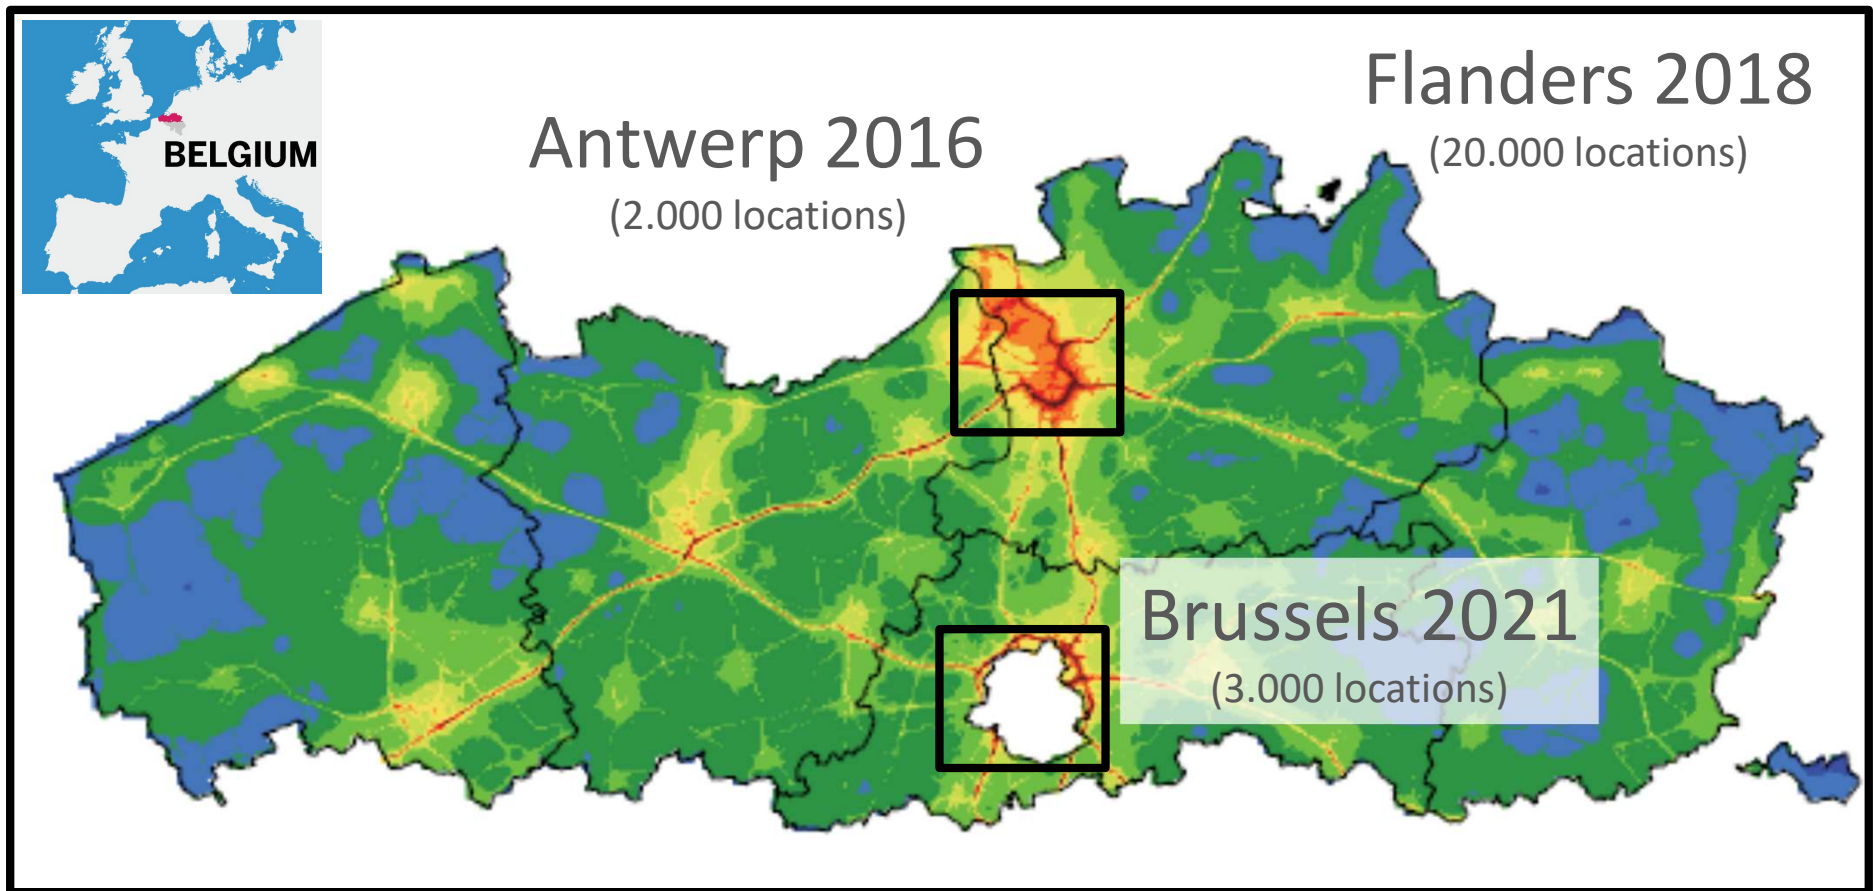 BELGIUM
Antwerp 2016
(2.000 locations)
Flanders 2018
(20.000 locations)
Brussels 2021
(3.000 locations)